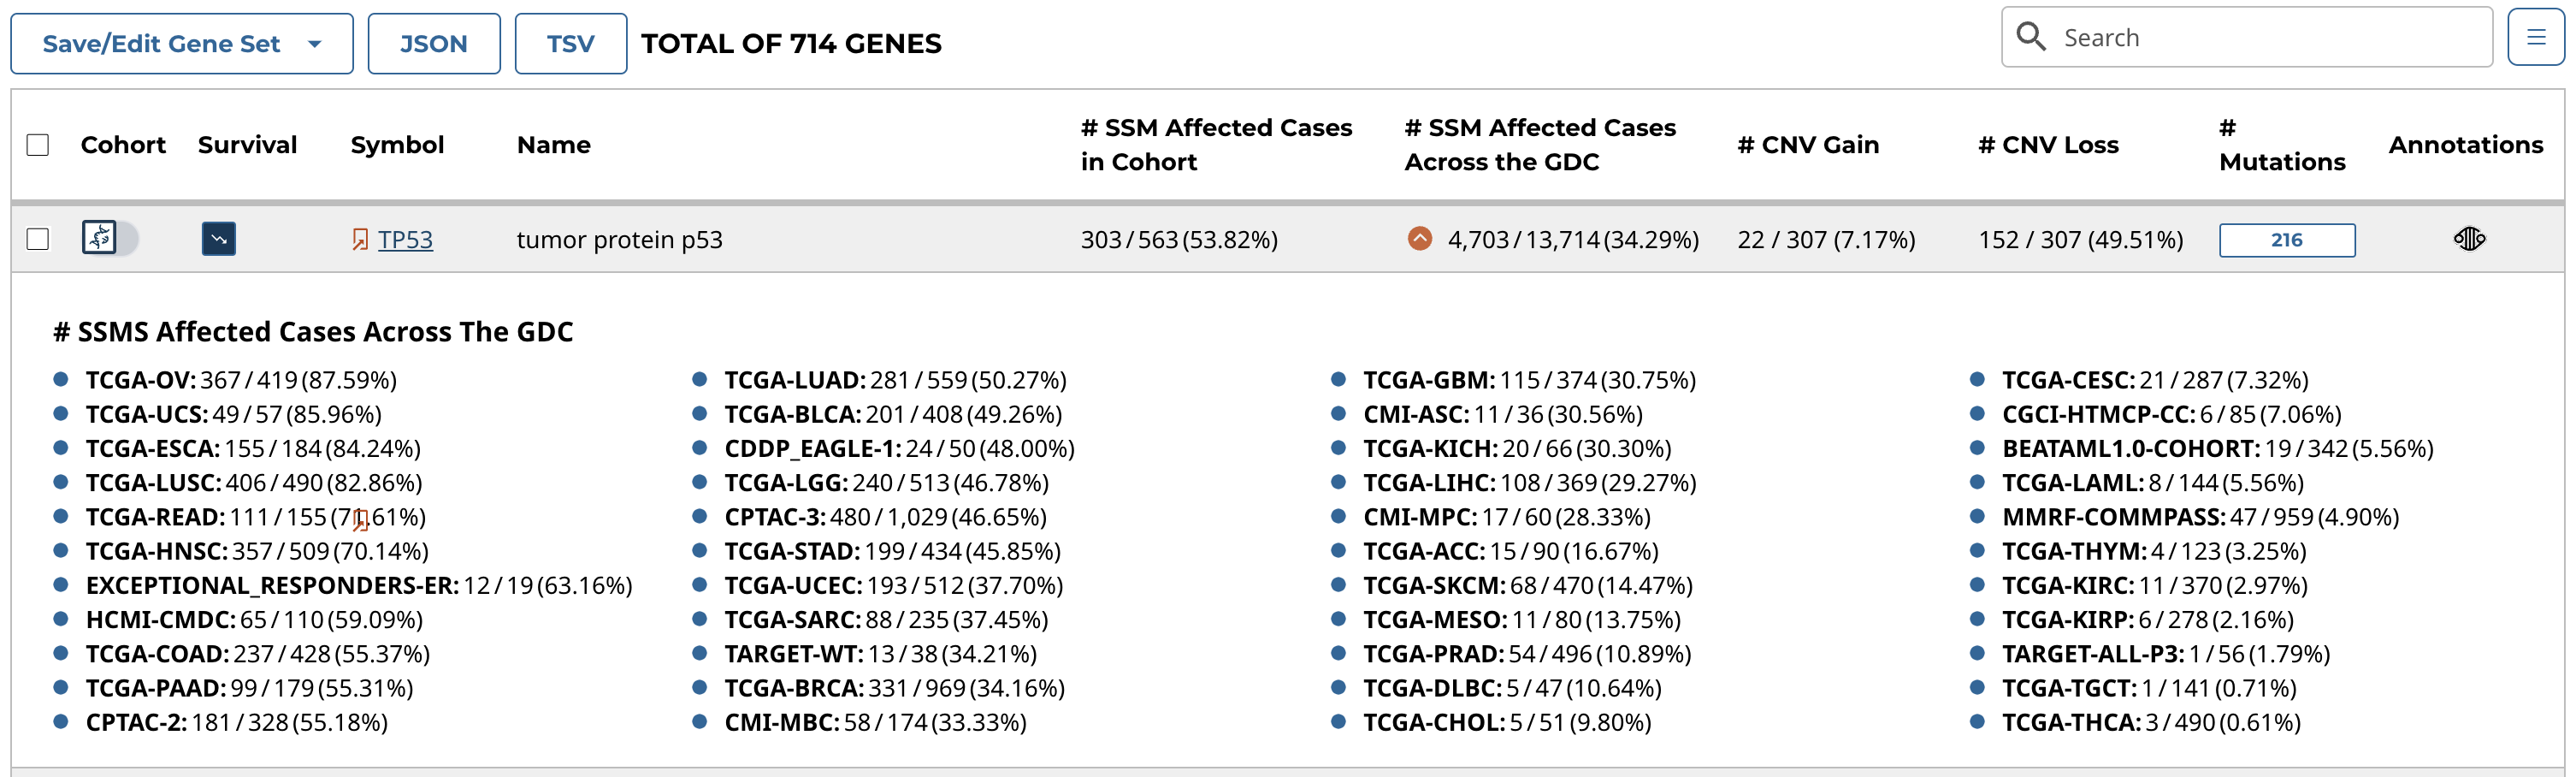 Save/Edit Gene Set JSON TSV TOTAL OF 714 GENES Search
Cohort Survival Symbol Name # SSM Affected Cases in Cohort # SSM Affected Cases Across the GDC # CNV Gain # CNV Loss # Mutations Annotations
TP53 tumor protein p53 303 / 563 (53.82%) 4,703 / 13,714 (34.29%) 22 / 307 (7.17%) 152 / 307 (49.51%) 216
# SSMS Affected Cases Across The GDC
TCGA-OV: 367 / 419 (87.59%)
TCGA-UCS: 49 / 57 (85.96%)
TCGA-ESCA: 155 / 184 (84.24%)
TCGA-LUSC: 406 / 490 (82.86%)
TCGA-READ: 111 / 155 (71.61%)
TCGA-HNSC: 357 / 509 (70.14%)
EXCEPTIONAL_RESPONDERS-ER: 12 / 19 (63.16%)
HCMI-CMDC: 65 / 110 (59.09%)
TCGA-COAD: 237 / 428 (55.37%)
TCGA-PAAD: 99 / 179 (55.31%)
CPTAC-2: 181 / 328 (55.18%)
TCGA-LUAD: 281 / 559 (50.27%)
TCGA-BLCA: 201 / 408 (49.26%)
CDDP_EAGLE-1: 24 / 50 (48.00%)
TCGA-LGG: 240 / 513 (46.78%)
CPTAC-3: 480 / 1,029 (46.65%)
TCGA-STAD: 199 / 434 (45.85%)
TCGA-UCEC: 193 / 512 (37.70%)
TCGA-SARC: 88 / 235 (37.45%)
TARGET-WT: 13 / 38 (34.21%)
TCGA-BRCA: 331 / 969 (34.16%)
CMI-MBC: 58 / 174 (33.33%)
TCGA-GBM: 115 / 374 (30.75%)
CMI-ASC: 11 / 36 (30.56%)
TCGA-KICH: 20 / 66 (30.30%)
TCGA-LIHC: 108 / 369 (29.27%)
CMI-MPC: 17 / 60 (28.33%)
TCGA-ACC: 15 / 90 (16.67%)
TCGA-SKCM: 68 / 470 (14.47%)
TCGA-MESO: 11 / 80 (13.75%)
TCGA-PRAD: 54 / 496 (10.89%)
TCGA-DLBC: 5 / 47 (10.64%)
TCGA-CHOL: 5 / 51 (9.80%)
TCGA-CESC: 21 / 287 (7.32%)
CGCI-HTMCP-CC: 6 / 85 (7.06%)
BEATAML1.0-COHORT: 19 / 342 (5.56%)
TCGA-LAML: 8 / 144 (5.56%)
MMRF-COMMPASS: 47 / 959 (4.90%)
TCGA-THYM: 4 / 123 (3.25%)
TCGA-KIRC: 11 / 370 (2.97%)
TCGA-KIRP: 6 / 278 (2.16%)
TARGET-ALL-P3: 1 / 56 (1.79%)
TCGA-TGCT: 1 / 141 (0.71%)
TCGA-THCA: 3 / 490 (0.61%)